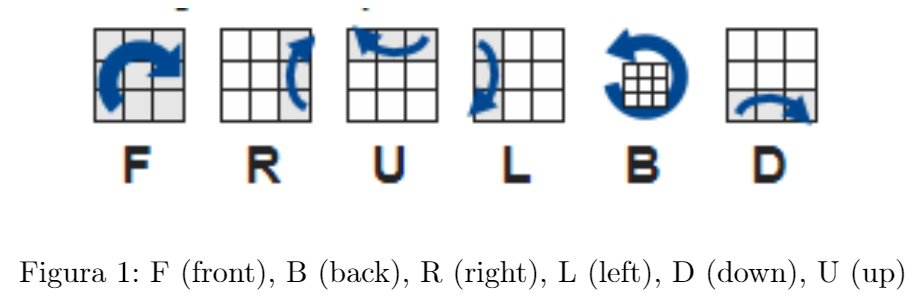 F R U L B D
Figura 1: F (front), B (back), R (right), L (left), D (down), U (up)